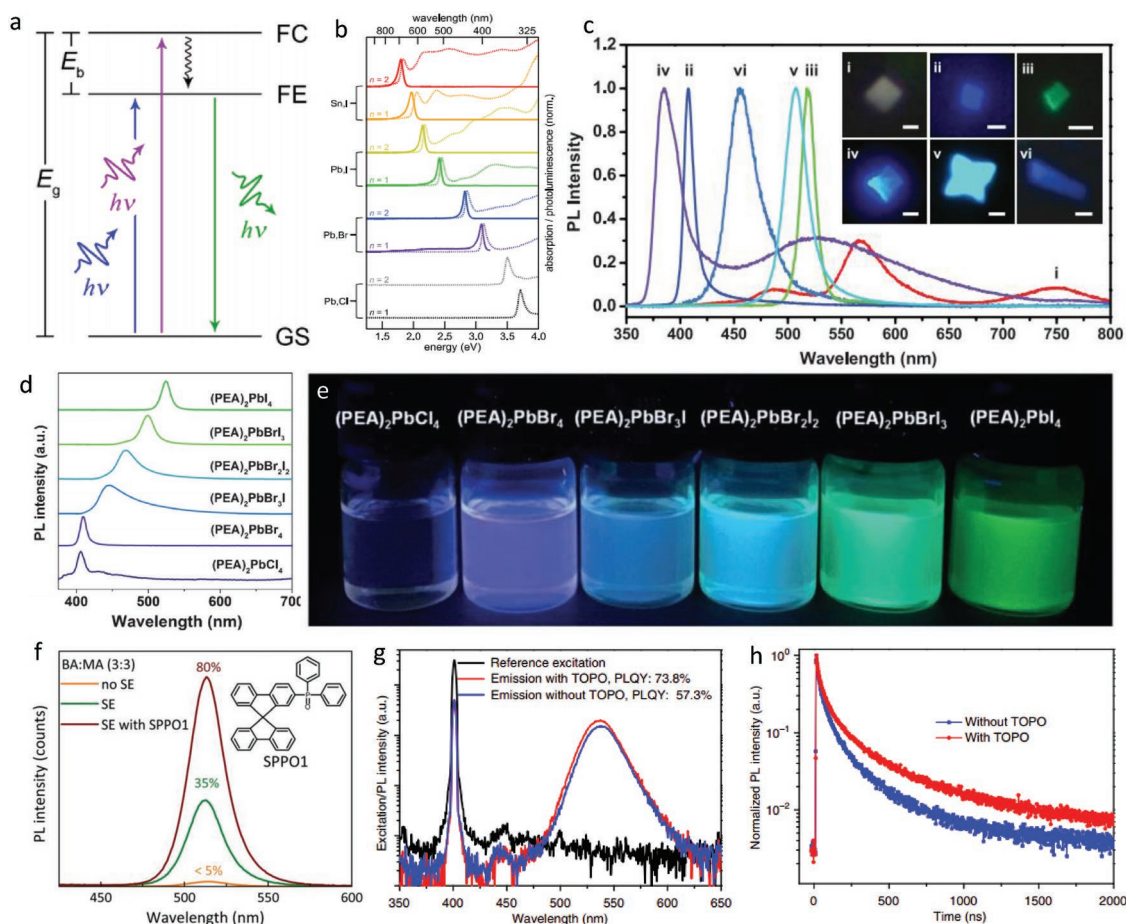 a
FC
E_b
FE
E_g
hν
hν
hν
GS
b
wavelength (nm)
800 600 500 400 325
n = 2
Sn,I
n = 1
n = 2
Pb,I
n = 1
n = 2
Pb,Br
n = 1
n = 2
Pb,Cl
n = 1
absorption / photoluminescence (norm.)
1.5 2.0 2.5 3.0 3.5 4.0
energy (eV)
c
PL Intensity
1.2
1.0
0.8
0.6
0.4
0.2
0.0
iv ii vi v iii
i
i ii iii
iv v vi
350 400 450 500 550 600 650 700 750 800
Wavelength (nm)
d
PL intensity (a.u.)
(PEA)₂PbI₄
(PEA)₂PbBrI₃
(PEA)₂PbBr₂I₂
(PEA)₂PbBr₃I
(PEA)₂PbBr₄
(PEA)₂PbCl₄
400 500 600 700
Wavelength (nm)
e
(PEA)₂PbCl₄ (PEA)₂PbBr₄ (PEA)₂PbBr₃I (PEA)₂PbBr₂I₂ (PEA)₂PbBrI₃ (PEA)₂PbI₄
f
PL intensity (counts)
BA:MA (3:3)
no SE
SE
SE with SPPO1
80%
35%
< 5%
P
O
SPPO1
450 475 500 525 550 575 600
Wavelength (nm)
g
Excitation/PL intensity (a.u.)
Reference excitation
Emission with TOPO, PLQY: 73.8%
Emission without TOPO, PLQY: 57.3%
350 400 450 500 550 600 650
Wavelength (nm)
h
Normalized PL intensity (a.u.)
10⁰
10⁻¹
10⁻²
Without TOPO
With TOPO
0 500 1000 1500 2000
Time (ns)